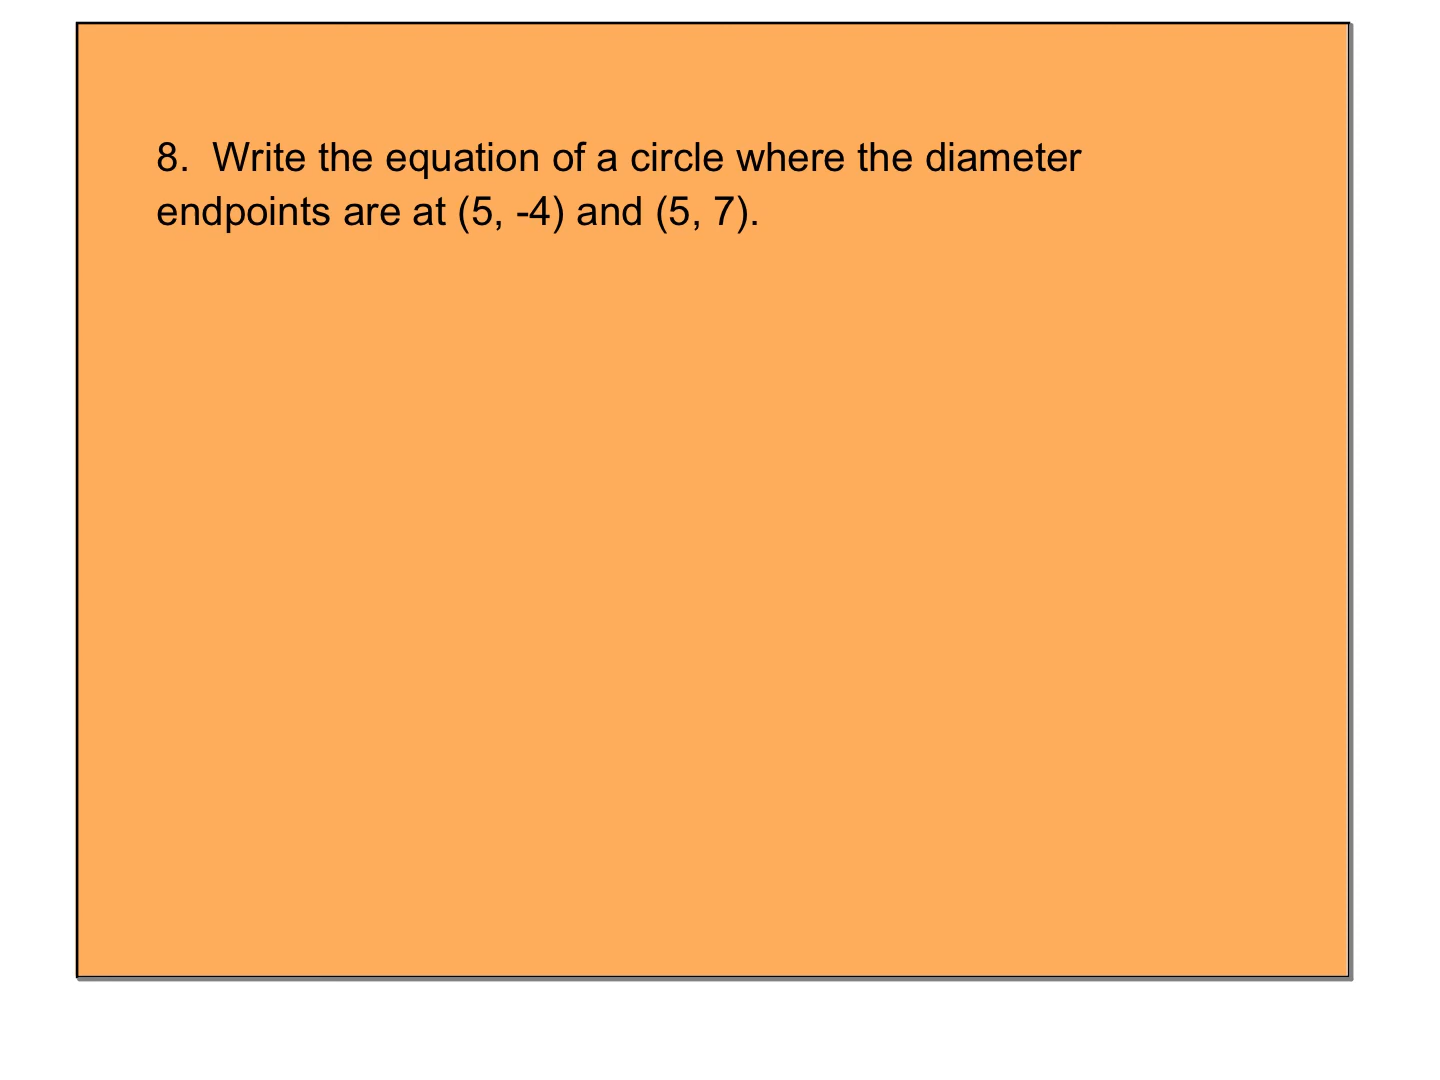 8.  Write the equation of a circle where the diameter
endpoints are at (5, -4) and (5, 7).